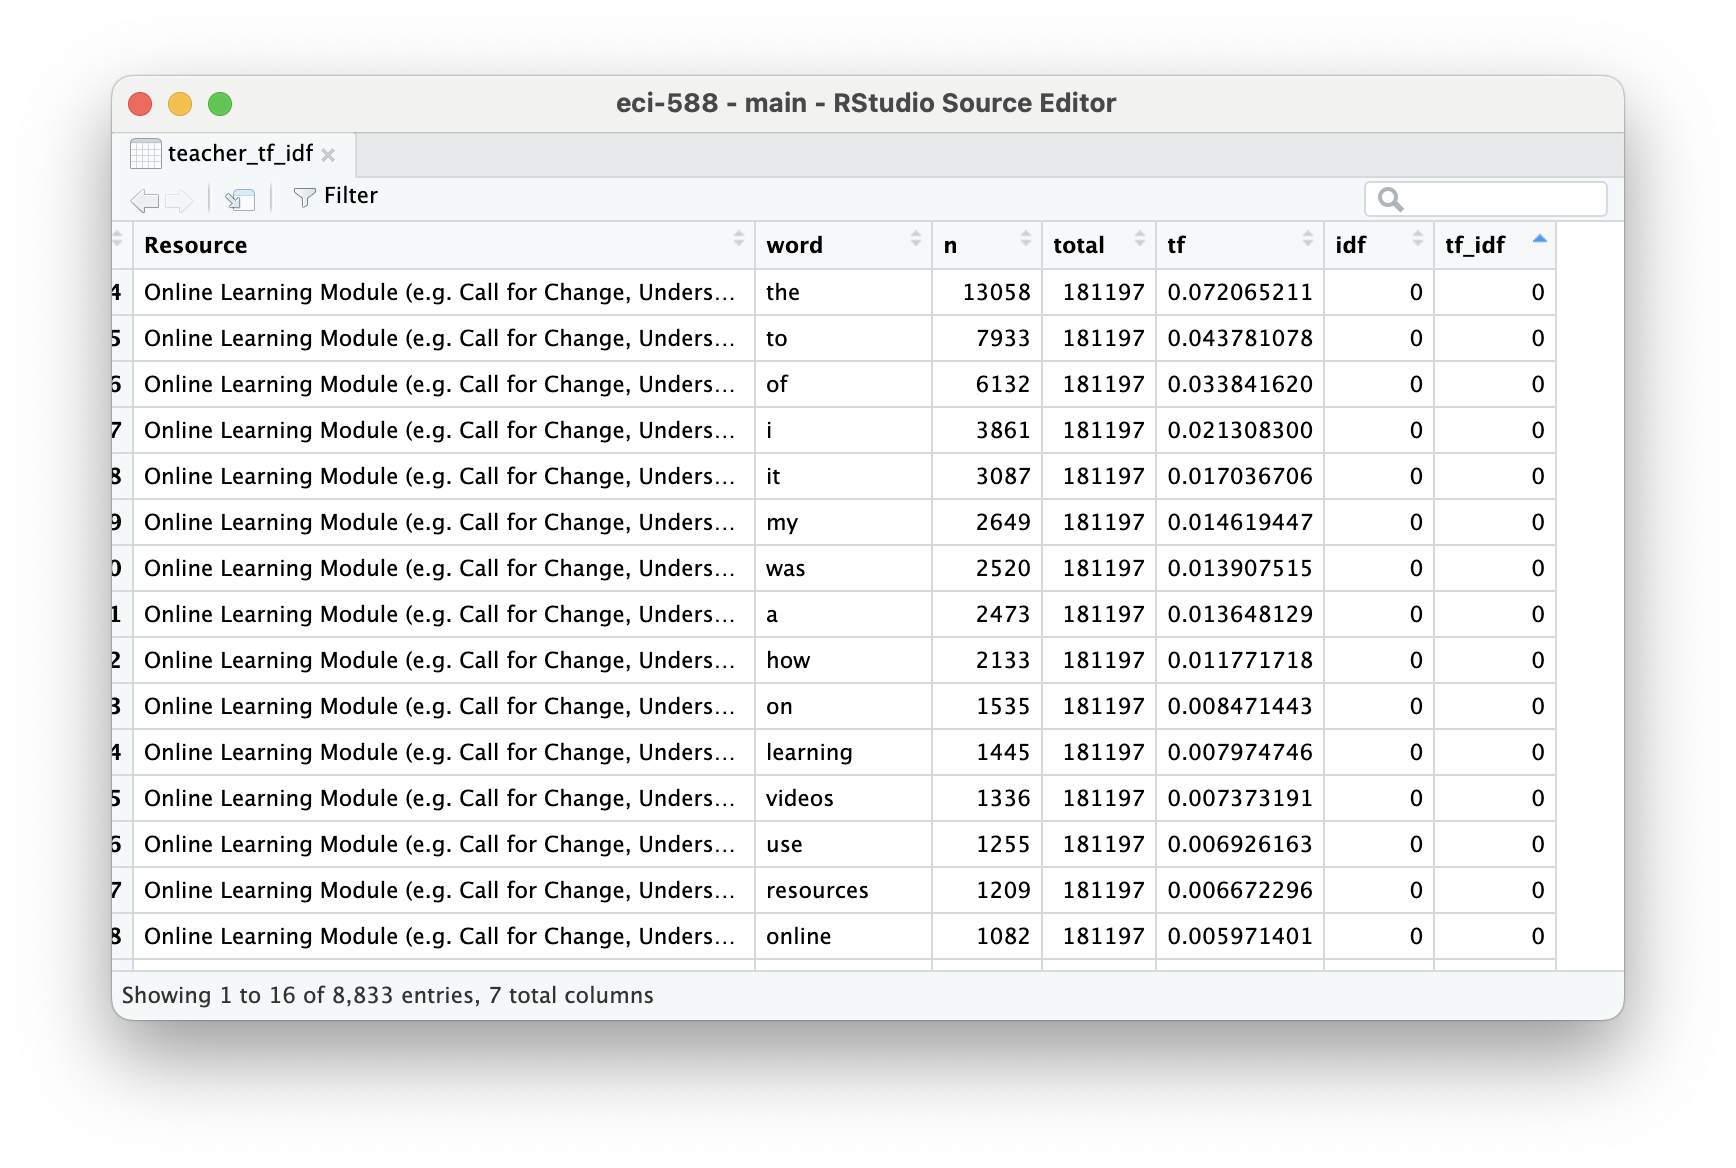 eci-588 - main - RStudio Source Editor
teacher_tf_idf
Filter
Resource word n total tf idf tf_idf
4 Online Learning Module (e.g. Call for Change, Unders... the 13058 181197 0.072065211 0 0
5 Online Learning Module (e.g. Call for Change, Unders... to 7933 181197 0.043781078 0 0
6 Online Learning Module (e.g. Call for Change, Unders... of 6132 181197 0.033841620 0 0
7 Online Learning Module (e.g. Call for Change, Unders... i 3861 181197 0.021308300 0 0
8 Online Learning Module (e.g. Call for Change, Unders... it 3087 181197 0.017036706 0 0
9 Online Learning Module (e.g. Call for Change, Unders... my 2649 181197 0.014619447 0 0
0 Online Learning Module (e.g. Call for Change, Unders... was 2520 181197 0.013907515 0 0
1 Online Learning Module (e.g. Call for Change, Unders... a 2473 181197 0.013648129 0 0
2 Online Learning Module (e.g. Call for Change, Unders... how 2133 181197 0.011771718 0 0
3 Online Learning Module (e.g. Call for Change, Unders... on 1535 181197 0.008471443 0 0
4 Online Learning Module (e.g. Call for Change, Unders... learning 1445 181197 0.007974746 0 0
5 Online Learning Module (e.g. Call for Change, Unders... videos 1336 181197 0.007373191 0 0
6 Online Learning Module (e.g. Call for Change, Unders... use 1255 181197 0.006926163 0 0
7 Online Learning Module (e.g. Call for Change, Unders... resources 1209 181197 0.006672296 0 0
8 Online Learning Module (e.g. Call for Change, Unders... online 1082 181197 0.005971401 0 0
Showing 1 to 16 of 8,833 entries, 7 total columns